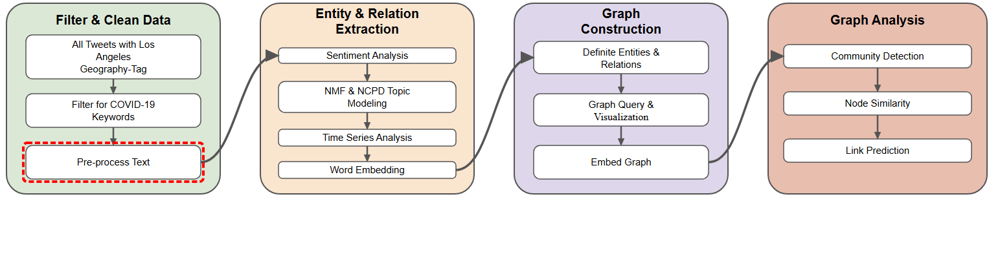 Filter & Clean Data
All Tweets with Los
Angeles
Geography-Tag
Filter for COVID-19
Keywords
Pre-process Text
Entity & Relation
Extraction
Sentiment Analysis
NMF & NCPD Topic
Modeling
Time Series Analysis
Word Embedding
Graph
Construction
Definite Entities &
Relations
Graph Query &
Visualization
Embed Graph
Graph Analysis
Community Detection
Node Similarity
Link Prediction